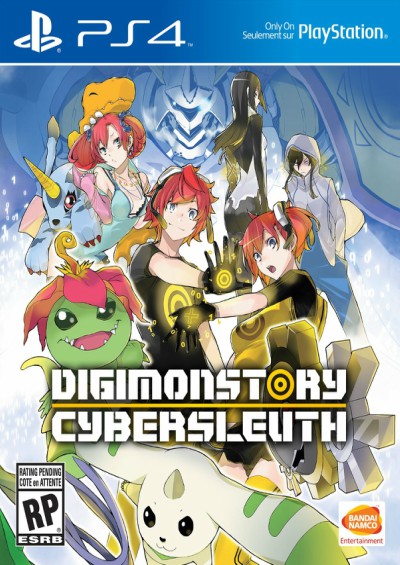 PS4
Only On
Seulement sur
PlayStation®
DIGIMONSTORY
CYBERSLEUTH
RATING PENDING
COTE en ATTENTE
RP
ESRB
BANDAI
NAMCO
Entertainment